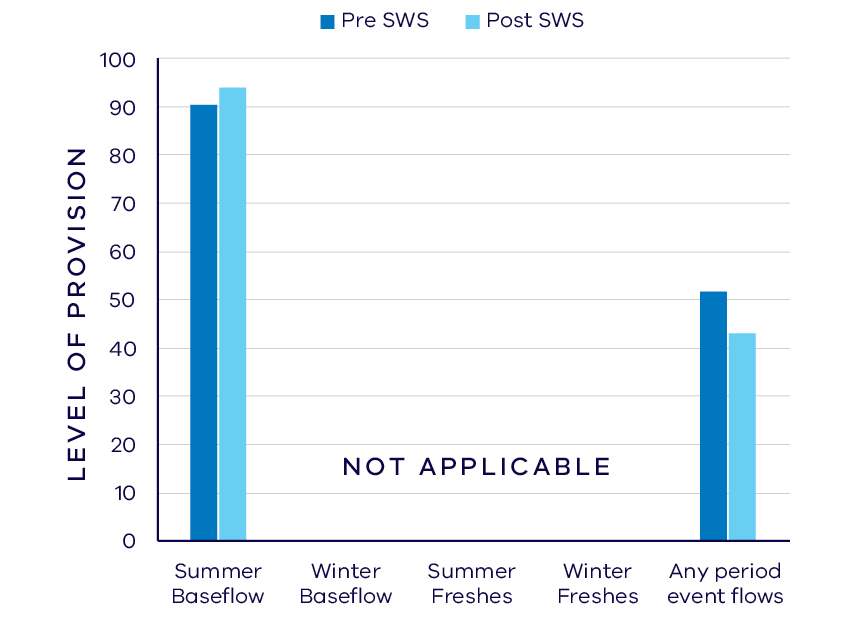 Pre SWS Post SWS
100
90
80
70
60
50
40
30
20
10
0
LEVEL OF PROVISION
NOT APPLICABLE
Summer
Baseflow
Winter
Baseflow
Summer
Freshes
Winter
Freshes
Any period
event flows